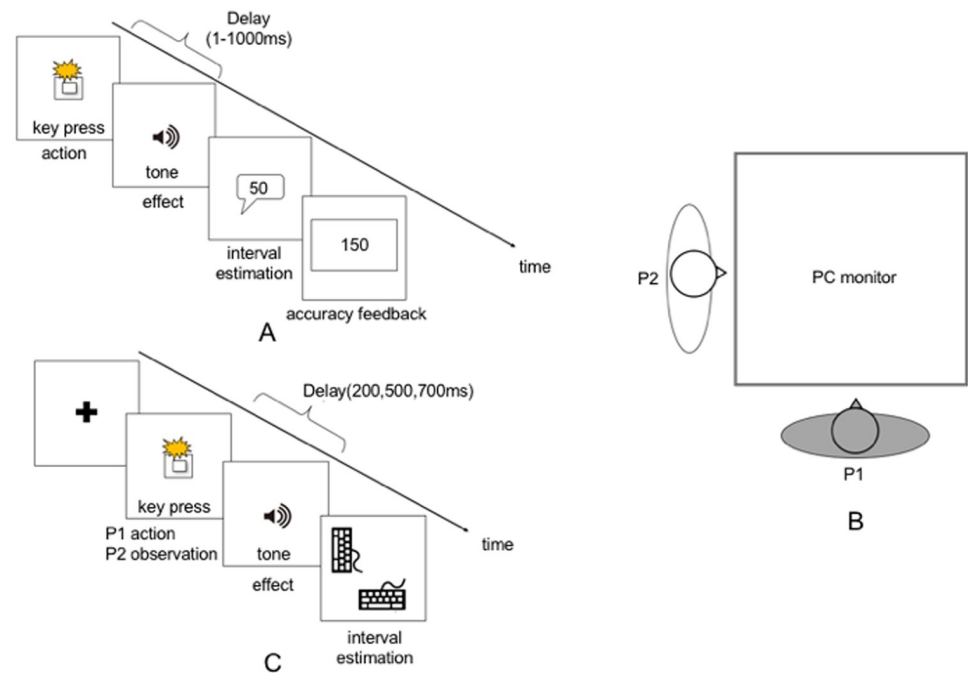 Delay
(1-1000ms)
key press
action
tone
effect
50
interval
estimation
150
accuracy feedback
time
A
PC monitor
P2
P1
B
Delay(200,500,700ms)
key press
P1 action
P2 observation
tone
effect
interval
estimation
time
C